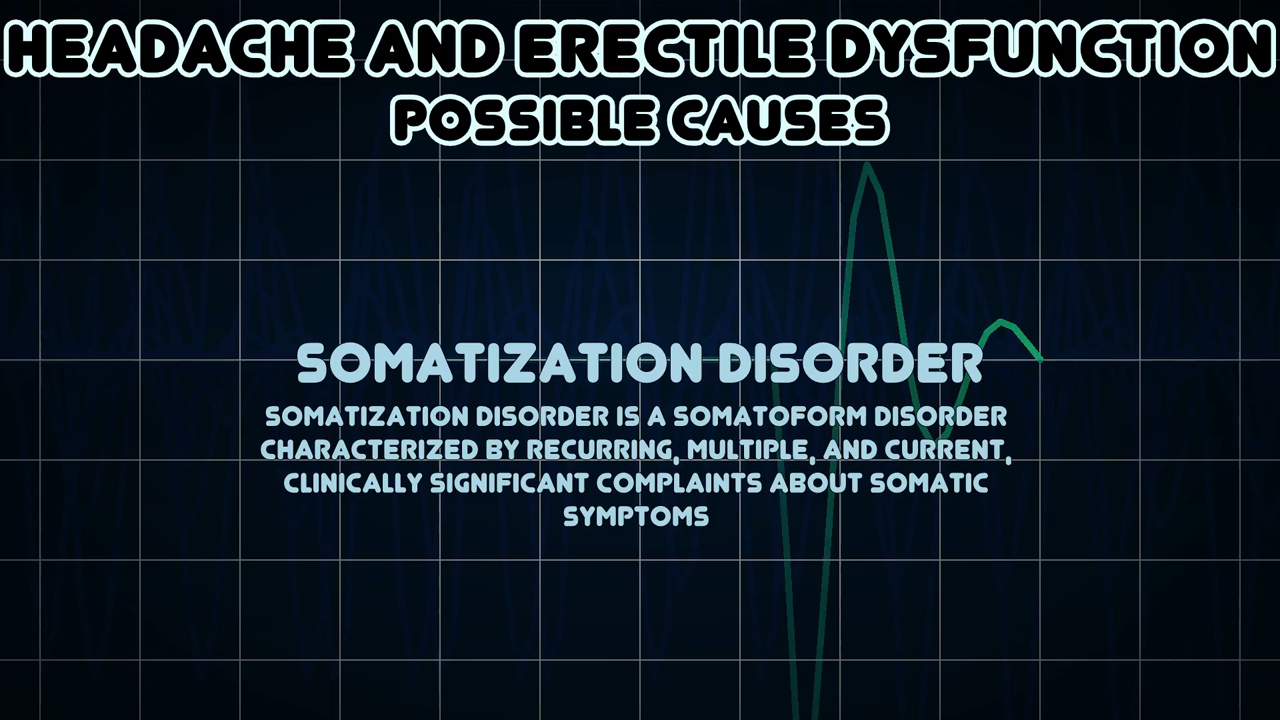 HEADACHE AND ERECTILE DYSFUNCTION
POSSIBLE CAUSES
SOMATIZATION DISORDER
SOMATIZATION DISORDER IS A SOMATOFORM DISORDER
CHARACTERIZED BY RECURRING, MULTIPLE, AND CURRENT,
CLINICALLY SIGNIFICANT COMPLAINTS ABOUT SOMATIC
SYMPTOMS